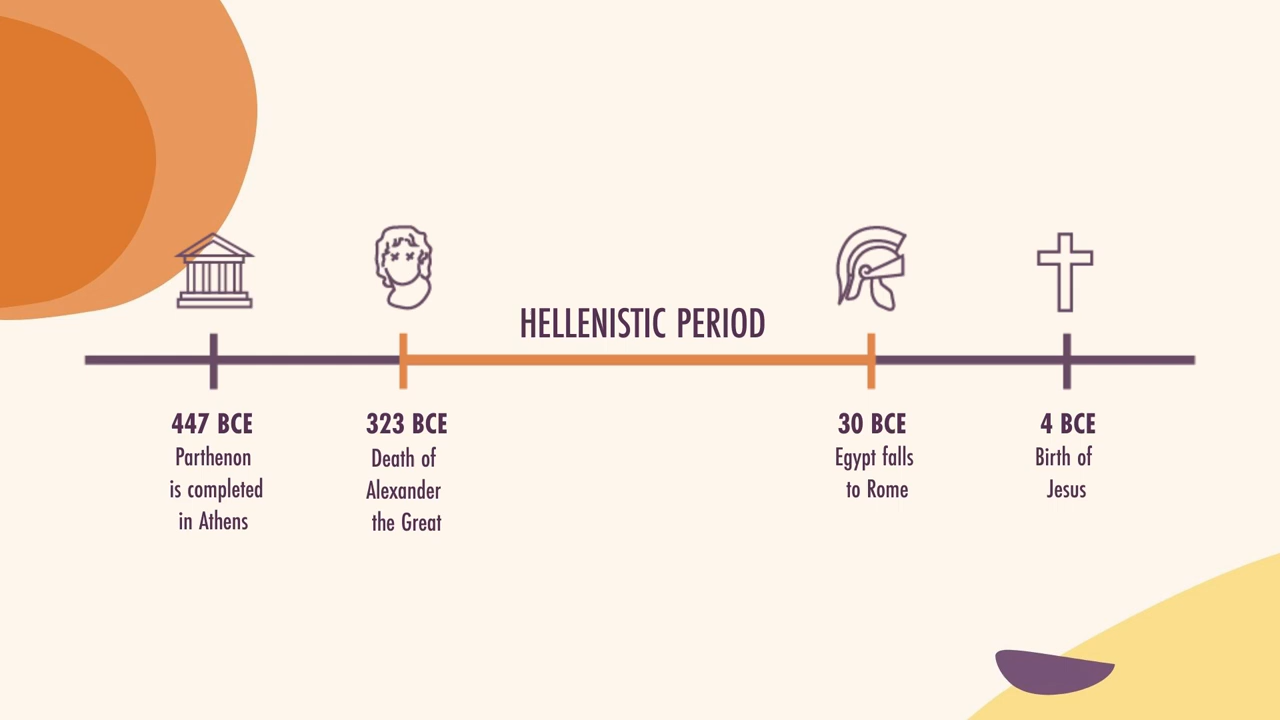 HELLENISTIC PERIOD
447 BCE
Parthenon
is completed
in Athens
323 BCE
Death of
Alexander
the Great
30 BCE
Egypt falls
to Rome
4 BCE
Birth of
Jesus